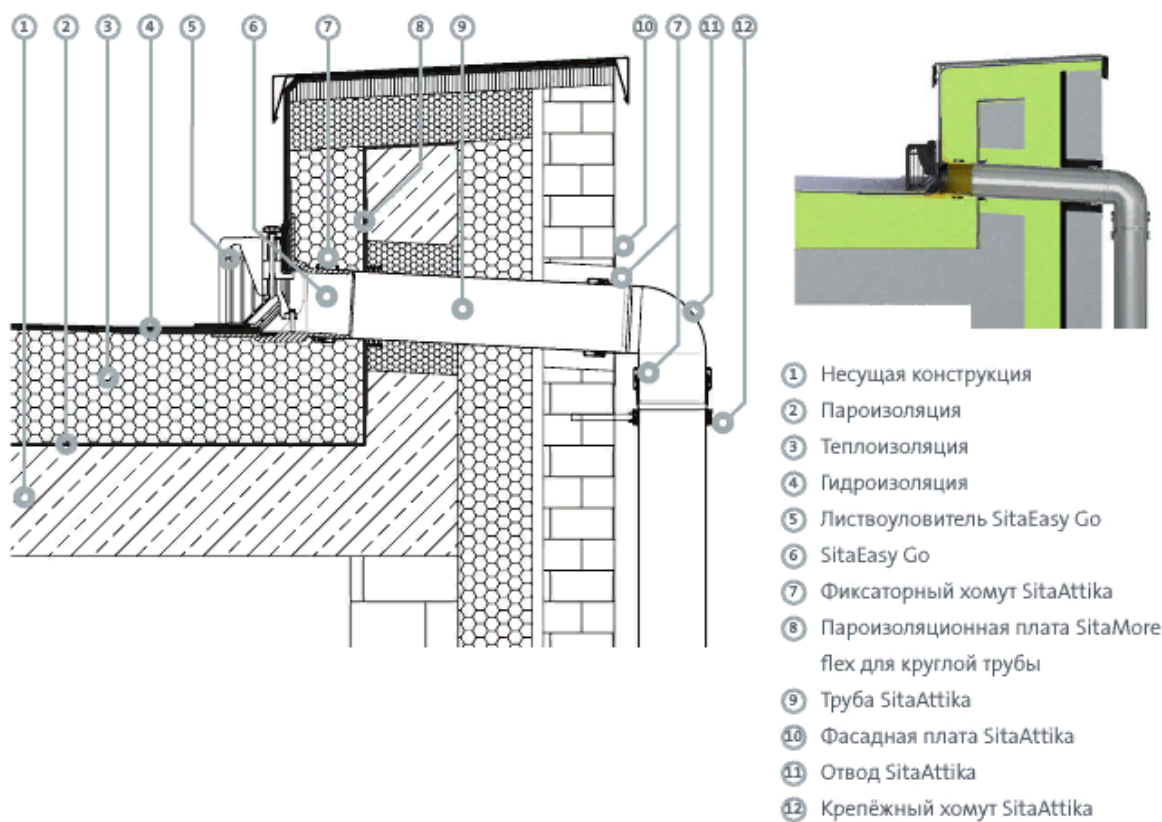 1 2 3 4 5 6 7 8 9 10 7 11 12
1 Несущая конструкция
2 Пароизоляция
3 Теплоизоляция
4 Гидроизоляция
5 Листвоуловитель SitaEasy Go
6 SitaEasy Go
7 Фиксаторный хомут SitaAttika
8 Пароизоляционная плата SitaMore
flex для круглой трубы
9 Труба SitaAttika
10 Фасадная плата SitaAttika
11 Отвод SitaAttika
12 Крепёжный хомут SitaAttika